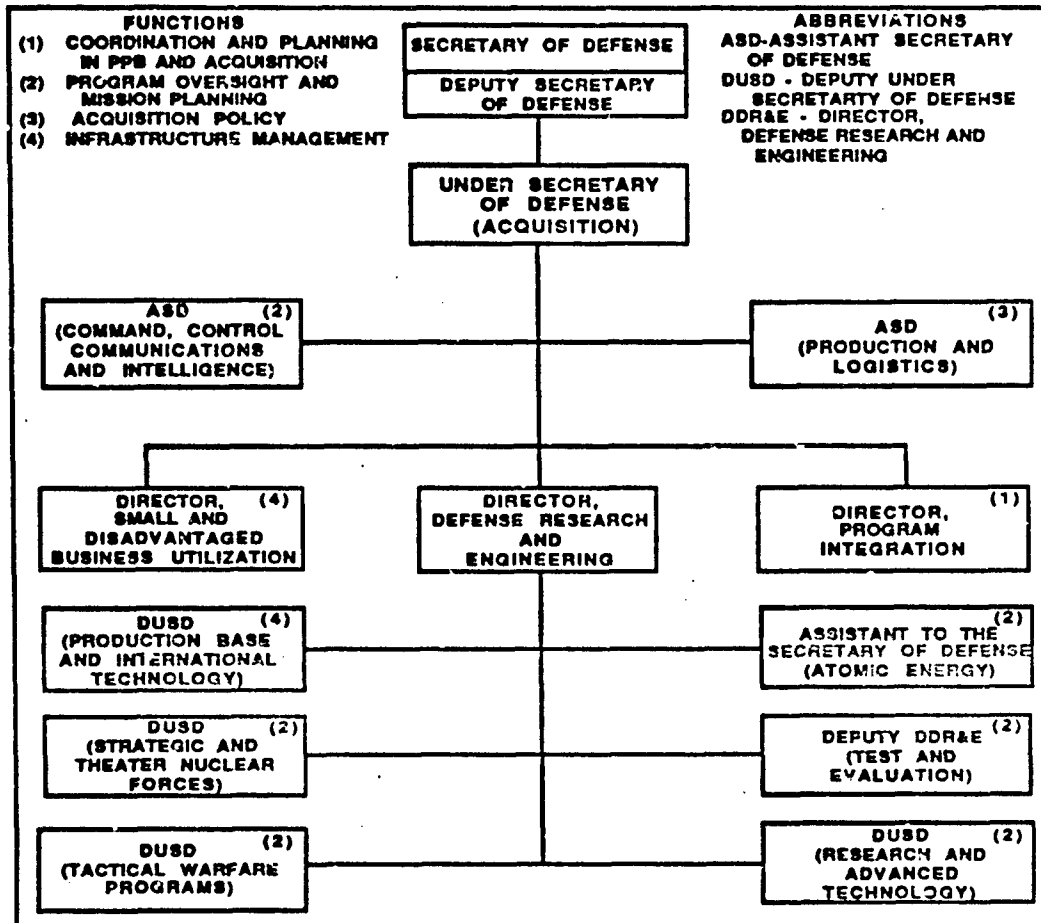 FUNCTIONS
(1) COORDINATION AND PLANNING
IN PPB AND ACQUISITION
(2) PROGRAM OVERSIGHT AND
MISSION PLANNING
(3) ACQUISITION POLICY
(4) INFRASTRUCTURE MANAGEMENT
SECRETARY OF DEFENSE
DEPUTY SECRETARY
OF DEFENSE
ABBREVIATIONS
ASD-ASSISTANT SECRETARY
OF DEFENSE
DUSD - DEPUTY UNDER
SECRETARTY OF DEFENSE
DDR&E - DIRECTOR,
DEFENSE RESEARCH AND
ENGINEERING
UNDER SECRETARY
OF DEFENSE
(ACQUISITION)
ASD (2)
(COMMAND, CONTROL
COMMUNICATIONS
AND INTELLIGENCE)
(3)
ASD
(PRODUCTION AND
LOGISTICS)
DIRECTOR, (4)
SMALL AND
DISADVANTAGED
BUSINESS UTILIZATION
DIRECTOR,
DEFENSE RESEARCH
AND
ENGINEERING
(1)
DIRECTOR,
PROGRAM
INTEGRATION
DUSD (4)
(PRODUCTION BASE
AND INTERNATIONAL
TECHNOLOGY)
(2)
ASSISTANT TO THE
SECRETARY OF DEFENSE
(ATOMIC ENERGY)
DUSD (2)
(STRATEGIC AND
THEATER NUCLEAR
FORCES)
DEPUTY DDR&E (2)
(TEST AND
EVALUATION)
DUSD (2)
(TACTICAL WARFARE
PROGRAMS)
DUSD (2)
(RESEARCH AND
ADVANCED
TECHNOLOGY)